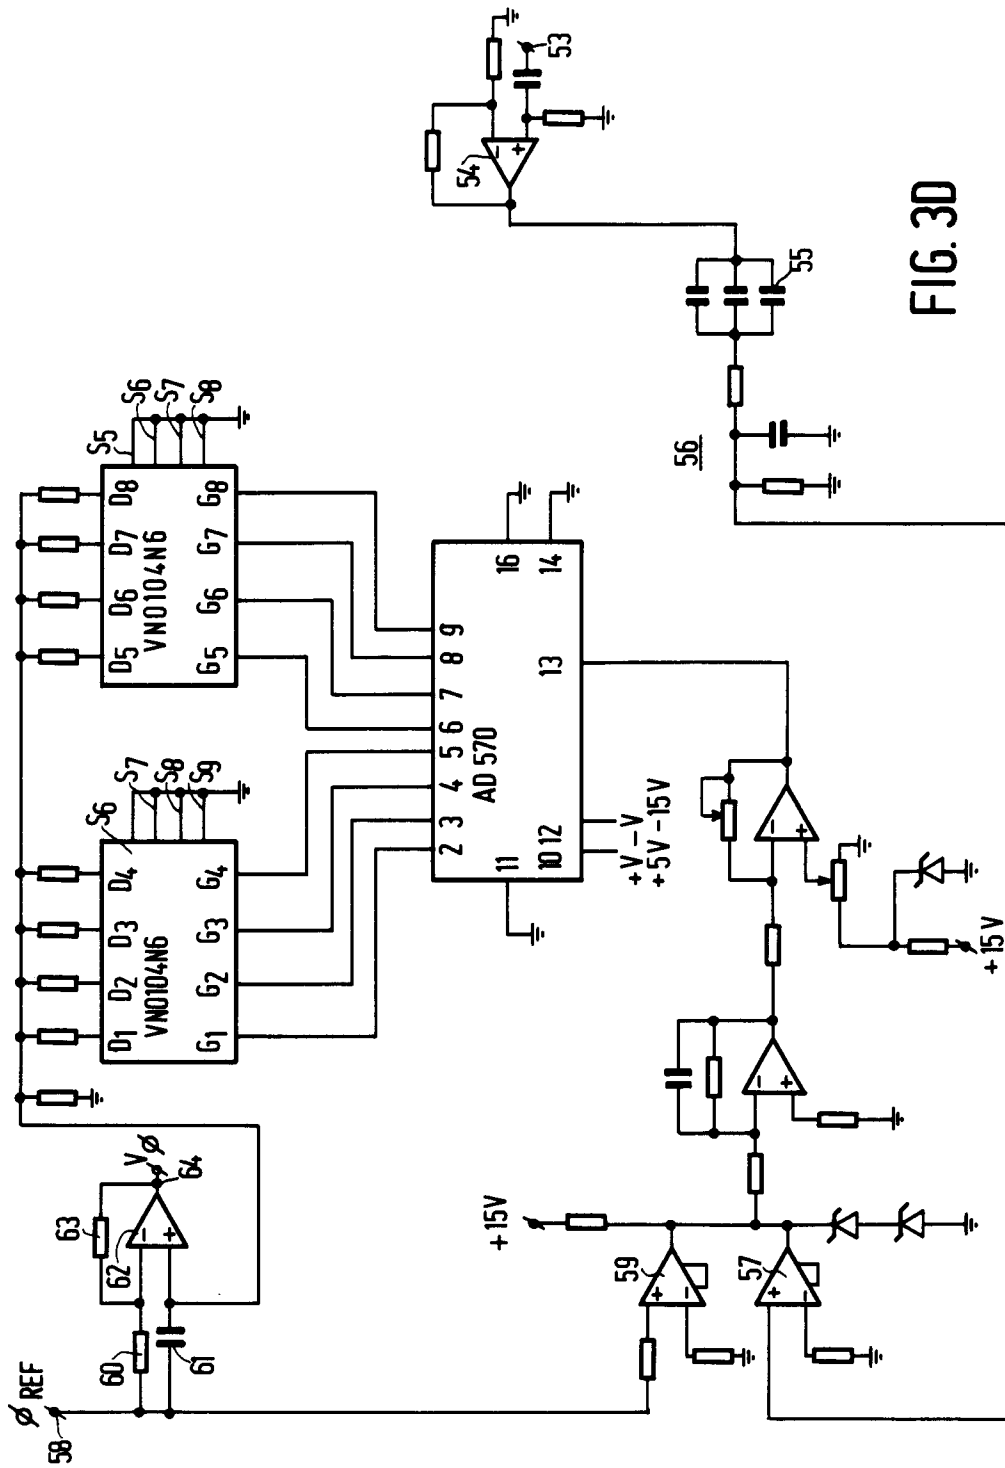 φ REF
58
60
61
62
63
64
V φ
D1 D2 D3 D4
VN0104N6
G1 G2 G3 G4
S6
S7
S8
S9
D5 D6 D7 D8
VN0104N6
G5 G6 G7 G8
S5
S6
S7
S8
2 3 4 5 6 7 8 9
AD 570
11
16
14
10 12
13
+V -V
+5V -15V
53
54
55
56
+15V
59
57
+
-
+
-
-
+
-
+
-
+
-
+
+15V
FIG. 3D